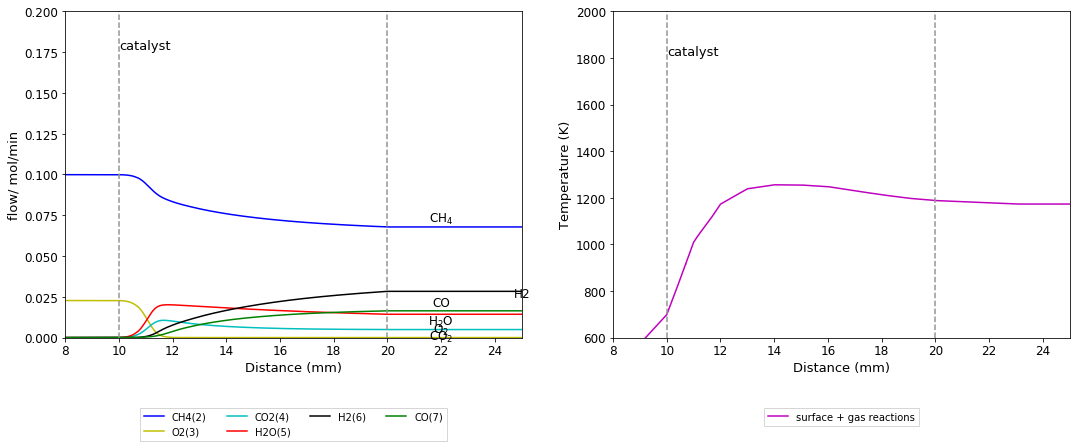 0.200
0.175
0.150
0.125
0.100
0.075
0.050
0.025
0.000
flow/ mol/min
catalyst
CH₄
H2
CO
H₂O
O₂
CO₂
8 10 12 14 16 18 20 22 24
Distance (mm)
CH4(2) CO2(4) H2(6) CO(7)
O2(3) H2O(5)
2000
1800
1600
1400
1200
1000
800
600
Temperature (K)
catalyst
8 10 12 14 16 18 20 22 24
Distance (mm)
surface + gas reactions